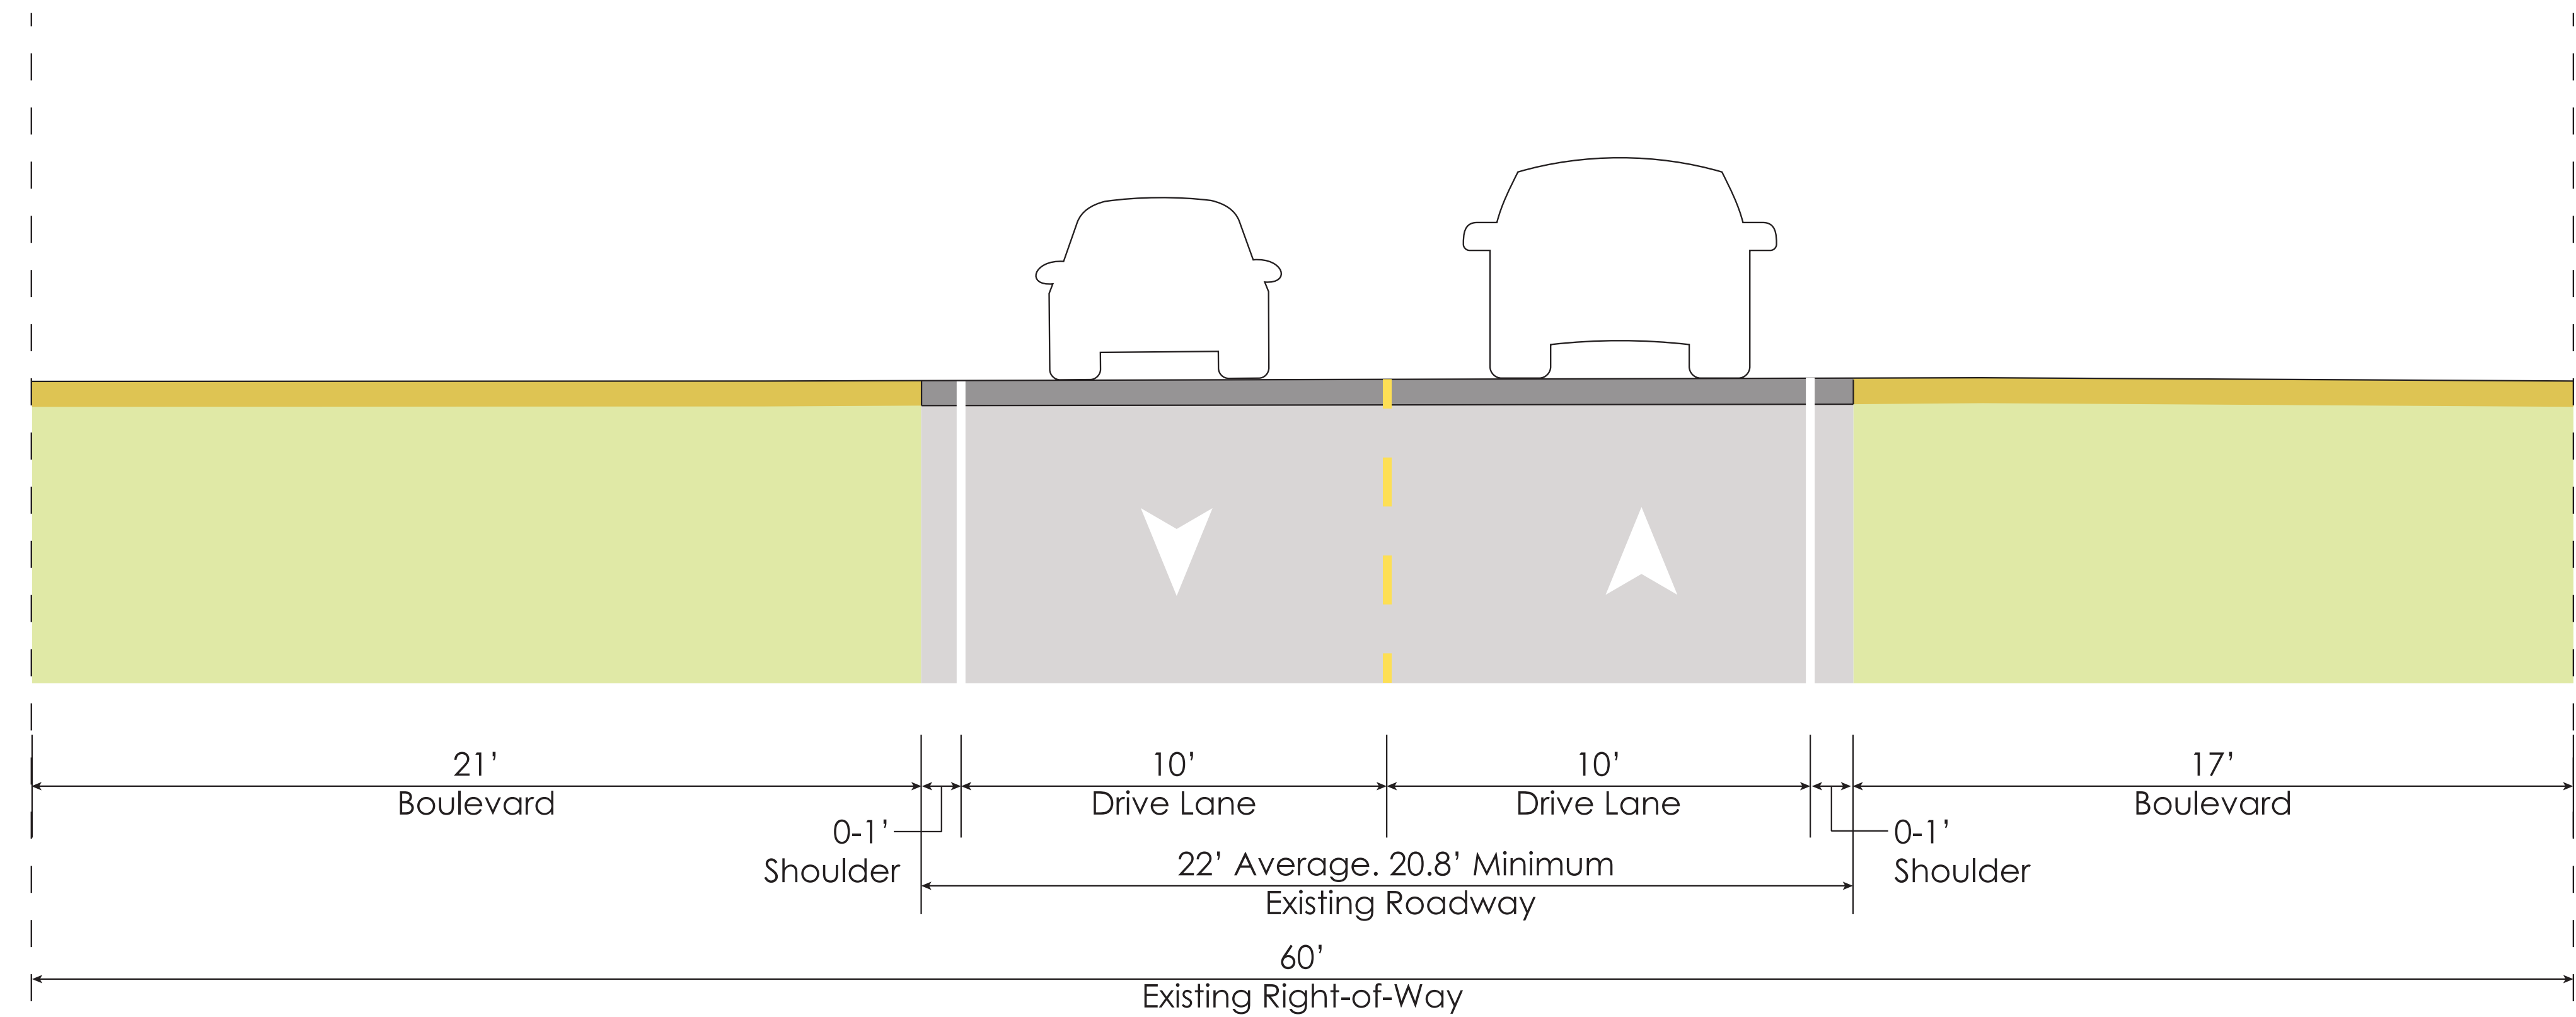 21’
Boulevard
0-1’
Shoulder
10’
Drive Lane
10’
Drive Lane
0-1’
Shoulder
17’
Boulevard
22’ Average. 20.8’ Minimum
Existing Roadway
60’
Existing Right-of-Way